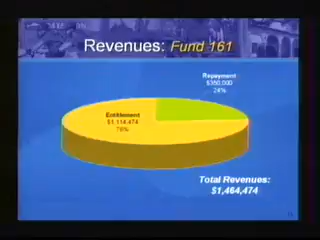 Revenues: Fund 161
Repayment
$350,000
24%
Entitlement
$1,114,474
76%
Total Revenues:
$1,464,474